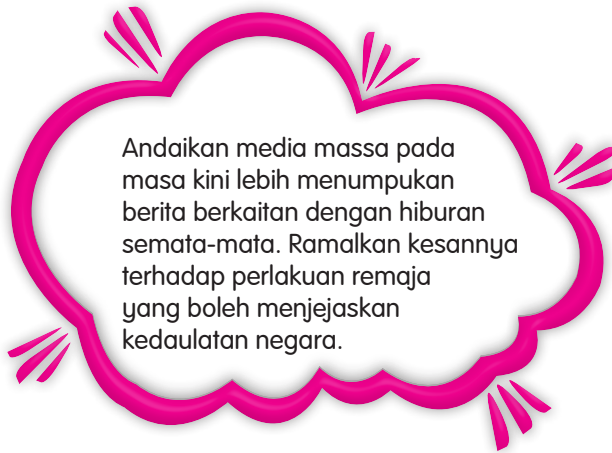 Andaikan media massa pada
masa kini lebih menumpukan
berita berkaitan dengan hiburan
semata-mata. Ramalkan kesannya
terhadap perlakuan remaja
yang boleh menjejaskan
kedaulatan negara.